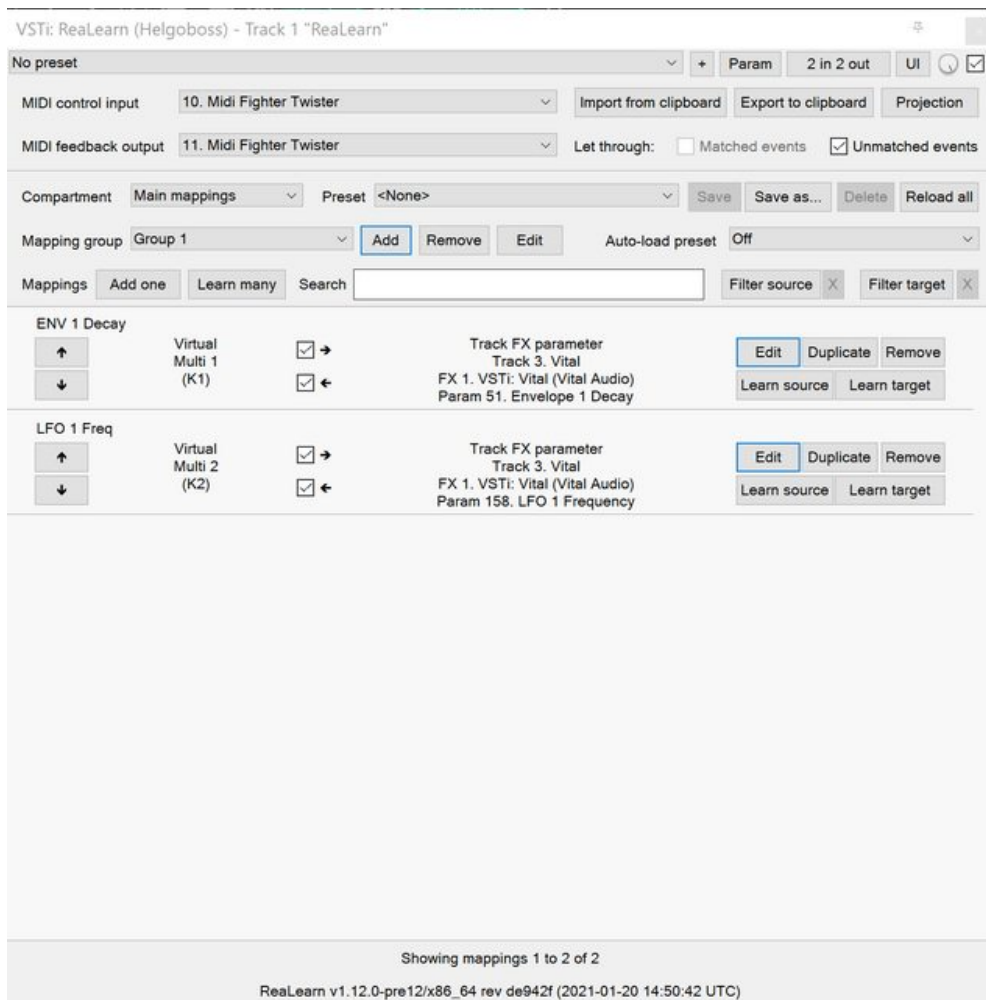 VSTi: ReaLearn (Helgoboss) - Track 1 "ReaLearn"
No preset + Param 2 in 2 out UI
MIDI control input 10. Midi Fighter Twister Import from clipboard Export to clipboard Projection
MIDI feedback output 11. Midi Fighter Twister Let through: Matched events Unmatched events
Compartment Main mappings Preset <None> Save Save as... Delete Reload all
Mapping group Group 1 Add Remove Edit Auto-load preset Off
Mappings Add one Learn many Search Filter source X Filter target X
ENV 1 Decay
Virtual
Multi 1
(K1)
Track FX parameter
Track 3. Vital
FX 1. VSTi: Vital (Vital Audio)
Param 51. Envelope 1 Decay
Edit Duplicate Remove
Learn source Learn target
LFO 1 Freq
Virtual
Multi 2
(K2)
Track FX parameter
Track 3. Vital
FX 1. VSTi: Vital (Vital Audio)
Param 158. LFO 1 Frequency
Edit Duplicate Remove
Learn source Learn target
Showing mappings 1 to 2 of 2
ReaLearn v1.12.0-pre12/x86_64 rev de942f (2021-01-20 14:50:42 UTC)